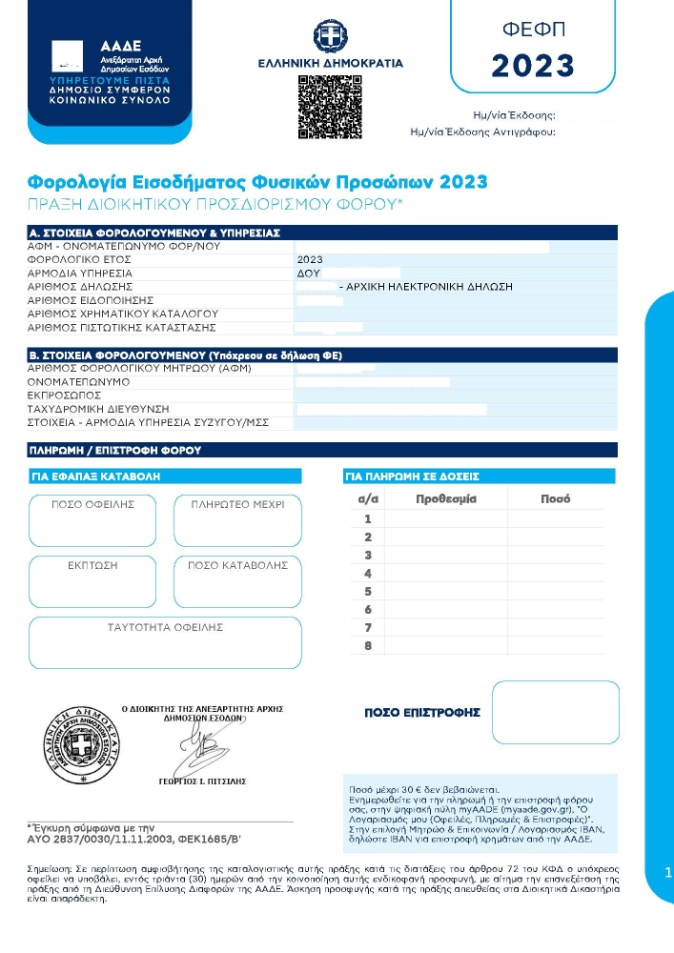 ΑΑΔΕ
Ανεξάρτητη Αρχή
Δημοσίων Εσόδων
ΥΠΗΡΕΤΟΥΜΕ ΠΙΣΤΑ
ΔΗΜΟΣΙΟ ΣΥΜΦΕΡΟΝ
ΚΟΙΝΩΝΙΚΟ ΣΥΝΟΛΟ
ΕΛΛΗΝΙΚΗ ΔΗΜΟΚΡΑΤΙΑ
ΦΕΦΠ
2023
Ημ/νία Έκδοσης:
Ημ/νία Έκδοσης Αντιγράφου:
Φορολογία Εισοδήματος Φυσικών Προσώπων 2023
ΠΡΑΞΗ ΔΙΟΙΚΗΤΙΚΟΥ ΠΡΟΣΔΙΟΡΙΣΜΟΥ ΦΟΡΟΥ*
Α. ΣΤΟΙΧΕΙΑ ΦΟΡΟΛΟΓΟΥΜΕΝΟΥ & ΥΠΗΡΕΣΙΑΣ
ΑΦΜ - ΟΝΟΜΑΤΕΠΩΝΥΜΟ ΦΟΡ/ΝΟΥ
ΦΟΡΟΛΟΓΙΚΟ ΕΤΟΣ 2023
ΑΡΜΟΔΙΑ ΥΠΗΡΕΣΙΑ ΔΟΥ
ΑΡΙΘΜΟΣ ΔΗΛΩΣΗΣ - ΑΡΧΙΚΗ ΗΛΕΚΤΡΟΝΙΚΗ ΔΗΛΩΣΗ
ΑΡΙΘΜΟΣ ΕΙΔΟΠΟΙΗΣΗΣ
ΑΡΙΘΜΟΣ ΧΡΗΜΑΤΙΚΟΥ ΚΑΤΑΛΟΓΟΥ
ΑΡΙΘΜΟΣ ΠΙΣΤΩΤΙΚΗΣ ΚΑΤΑΣΤΑΣΗΣ
Β. ΣΤΟΙΧΕΙΑ ΦΟΡΟΛΟΓΟΥΜΕΝΟΥ (Υπόχρεου σε δήλωση ΦΕ)
ΑΡΙΘΜΟΣ ΦΟΡΟΛΟΓΙΚΟΥ ΜΗΤΡΩΟΥ (ΑΦΜ)
ΟΝΟΜΑΤΕΠΩΝΥΜΟ
ΕΚΠΡΟΣΩΠΟΣ
ΤΑΧΥΔΡΟΜΙΚΗ ΔΙΕΥΘΥΝΣΗ
ΣΤΟΙΧΕΙΑ - ΑΡΜΟΔΙΑ ΥΠΗΡΕΣΙΑ ΣΥΖΥΓΟΥ/ΜΣΣ
ΠΛΗΡΩΜΗ / ΕΠΙΣΤΡΟΦΗ ΦΟΡΟΥ
ΓΙΑ ΕΦΑΠΑΞ ΚΑΤΑΒΟΛΗ
ΠΟΣΟ ΟΦΕΙΛΗΣ ΠΛΗΡΩΤΕΟ ΜΕΧΡΙ
ΕΚΠΤΩΣΗ ΠΟΣΟ ΚΑΤΑΒΟΛΗΣ
ΤΑΥΤΟΤΗΤΑ ΟΦΕΙΛΗΣ
ΓΙΑ ΠΛΗΡΩΜΗ ΣΕ ΔΟΣΕΙΣ
α/α Προθεσμία Ποσό
1
2
3
4
5
6
7
8
ΠΟΣΟ ΕΠΙΣΤΡΟΦΗΣ
ΕΛΛΗΝΙΚΗ ΔΗΜΟΚΡΑΤΙΑ
ΑΝΕΞΑΡΤΗΤΗ ΑΡΧΗ ΔΗΜΟΣΙΩΝ ΕΣΟΔΩΝ
Ο ΔΙΟΙΚΗΤΗΣ ΤΗΣ ΑΝΕΞΑΡΤΗΤΗΣ ΑΡΧΗΣ
ΔΗΜΟΣΙΩΝ ΕΣΟΔΩΝ
ΓΕΩΡΓΙΟΣ Ι. ΠΙΤΣΙΛΗΣ
*Έγκυρη σύμφωνα με την
ΑΥΟ 2837/0030/11.11.2003, ΦΕΚ1685/Β'
Ποσό μέχρι 30 € δεν βεβαιώνεται.
Ενημερωθείτε για την πληρωμή ή την επιστροφή φόρου
σας, στην ψηφιακή πύλη myAADE (myaade.gov.gr), "Ο
Λογαριασμός μου (Οφειλές, Πληρωμές & Επιστροφές)".
Στην επιλογή Μητρώο & Επικοινωνία / Λογαριασμός IBAN,
δηλώστε IBAN για επιστροφή χρημάτων από την ΑΑΔΕ.
Σημείωση: Σε περίπτωση αμφισβήτησης της καταλογιστικής αυτής πράξης κατά τις διατάξεις του άρθρου 72 του ΚΦΔ ο υπόχρεος
οφείλει να υποβάλει, εντός τριάντα (30) ημερών από την κοινοποίηση αυτής ενδικοφανή προσφυγή, με αίτημα την επανεξέταση της
πράξης από τη Διεύθυνση Επίλυσης Διαφορών της ΑΑΔΕ. Άσκηση προσφυγής κατά της πράξης απευθείας στα Διοικητικά Δικαστήρια
είναι απαράδεκτη.
1